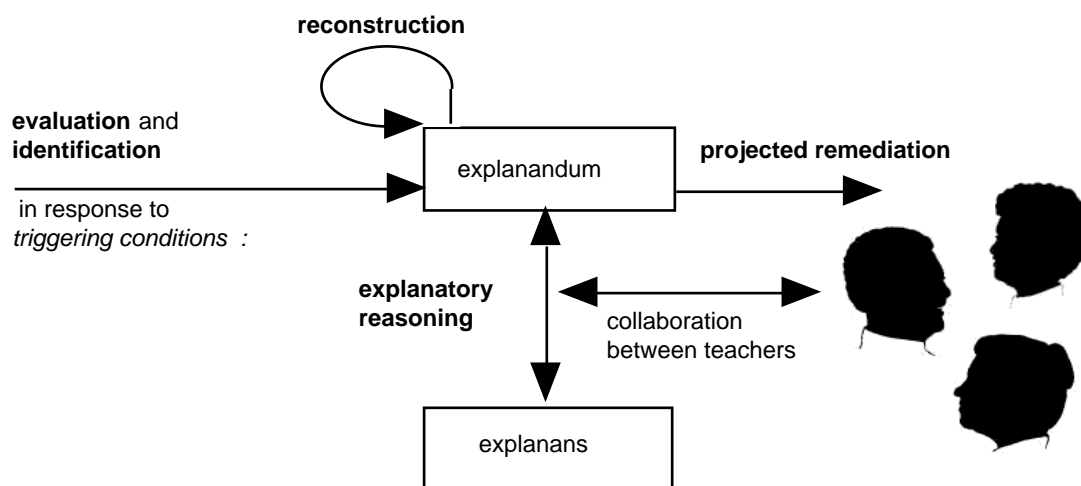 reconstruction
evaluation and
identification
in response to
triggering conditions :
explanandum
projected remediation
explanatory
reasoning
collaboration
between teachers
explanans